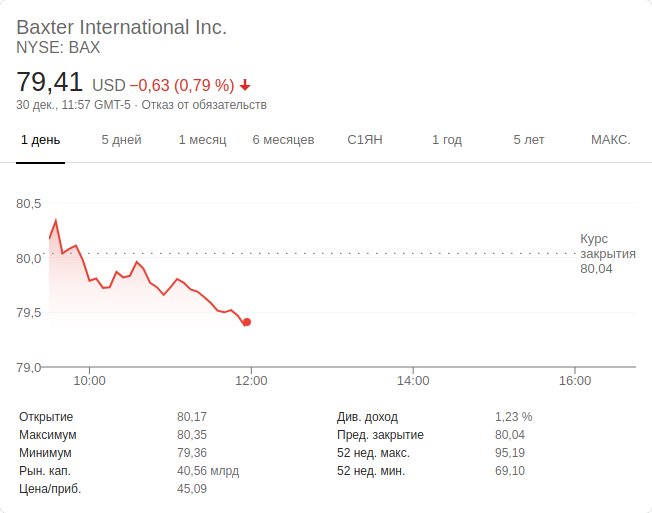 Baxter International Inc.
NYSE: BAX
79,41 USD −0,63 (0,79 %)
30 дек., 11:57 GMT-5 · Отказ от обязательств
1 день 5 дней 1 месяц 6 месяцев С1ЯН 1 год 5 лет МАКС.
80,5
Курс
80,0 закрытия
80,04
79,5
79,0
10:00 12:00 14:00 16:00
Открытие 80,17 Див. доход 1,23 %
Максимум 80,35 Пред. закрытие 80,04
Минимум 79,36 52 нед. макс. 95,19
Рын. кап. 40,56 млрд 52 нед. мин. 69,10
Цена/приб. 45,09